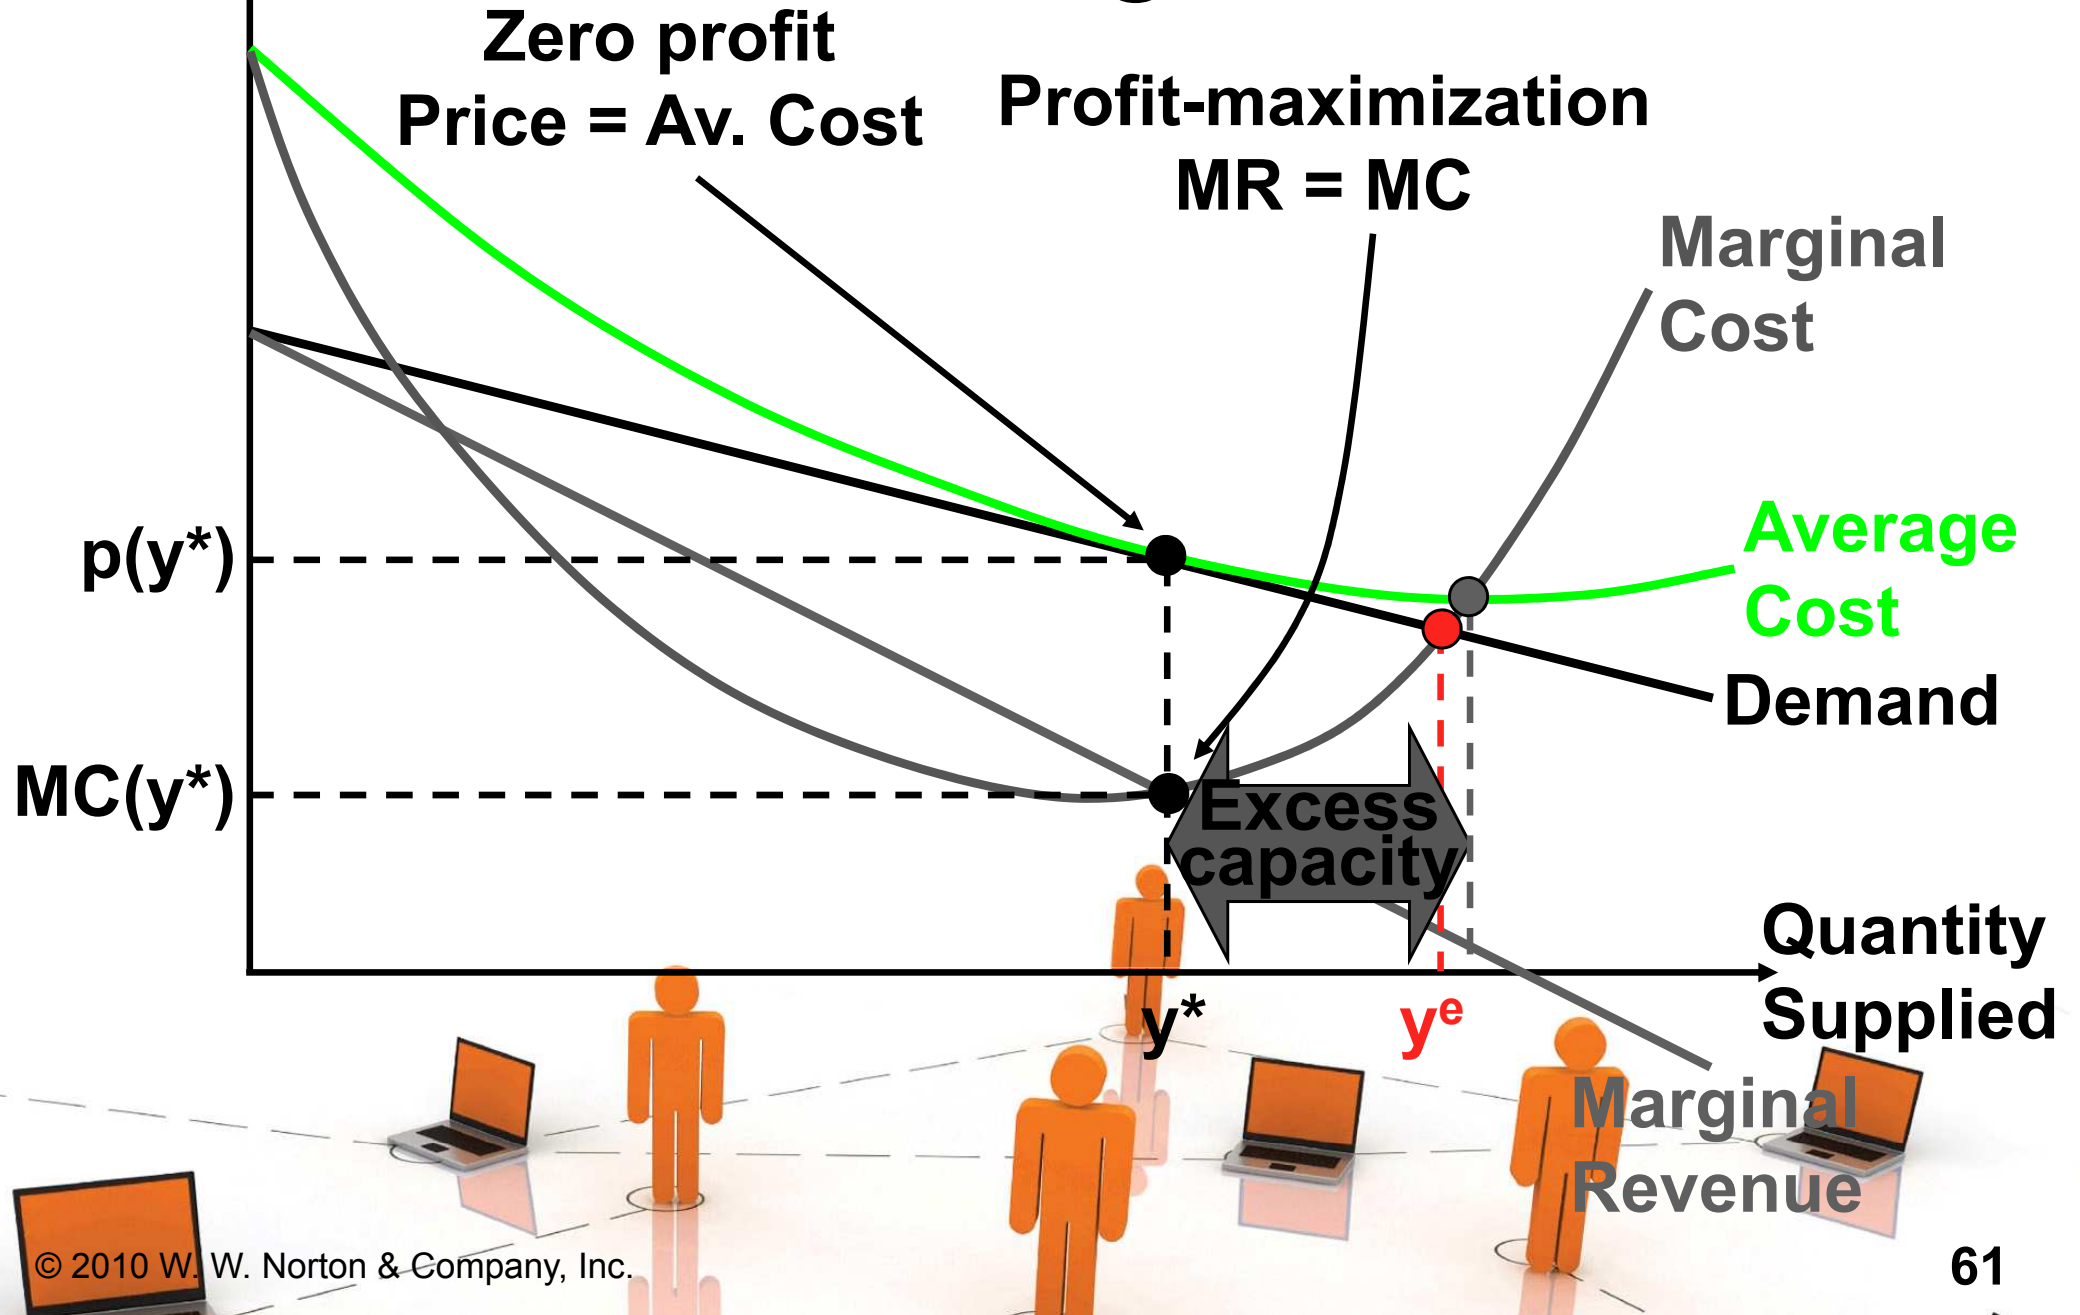 Zero profit
Price = Av. Cost
Profit-maximization
MR = MC
Marginal
Cost
p(y*)
Average
Cost
Demand
MC(y*)
Excess
capacity
Quantity
Supplied
y*
yᵉ
Marginal
Revenue
© 2010 W. W. Norton & Company, Inc.
61